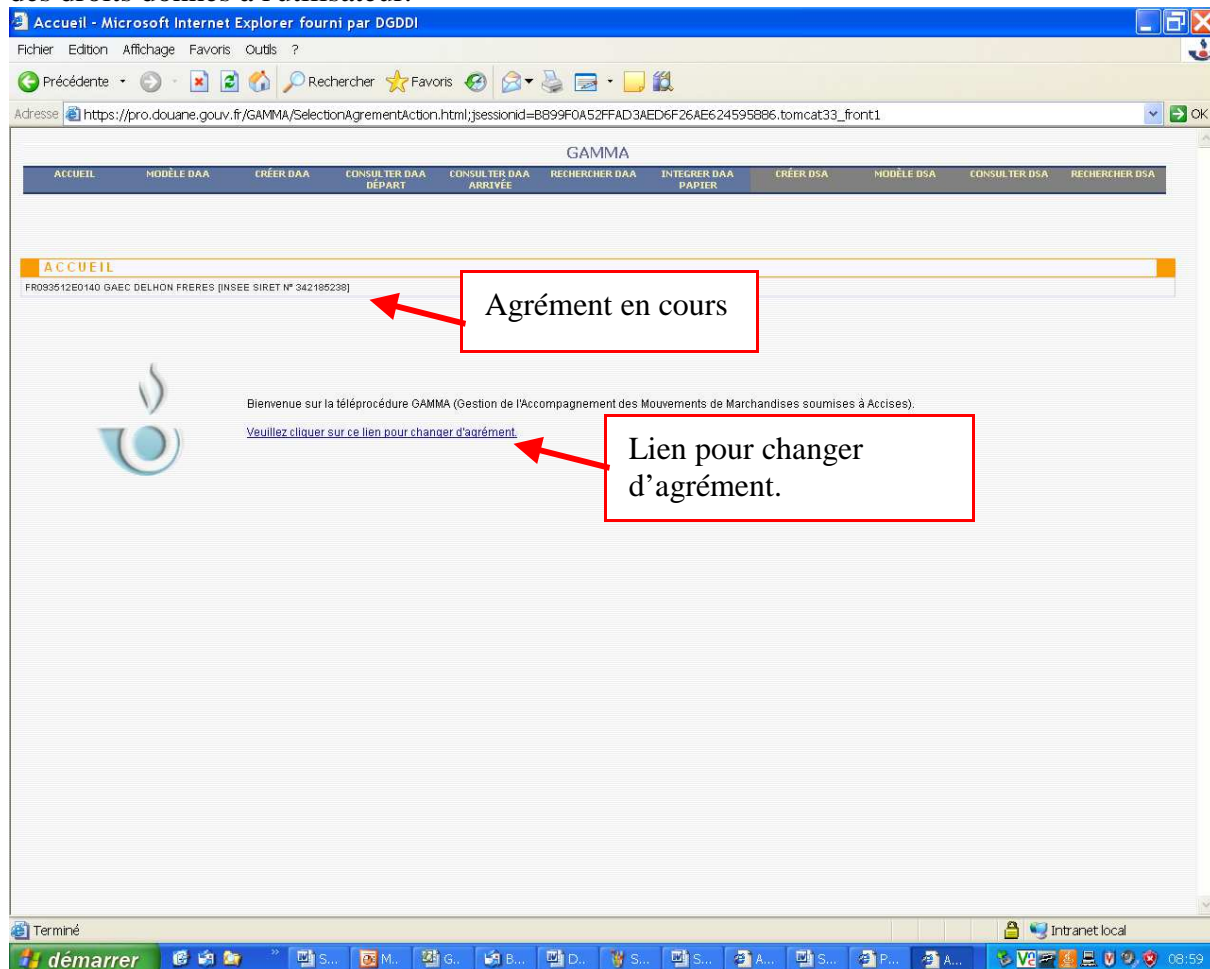 des droits donnés à l'utilisateur.
Accueil - Microsoft Internet Explorer fourni par DGDDI
Fichier Edition Affichage Favoris Outils ?
Précédente Rechercher Favoris
Adresse https://pro.douane.gouv.fr/GAMMA/SelectionAgrementAction.html;jsessionid=B899F0A52FFAD3AED6F26AE624595886.tomcat33_front1 OK
GAMMA
ACCUEIL MODÈLE DAA CRÉER DAA CONSULTER DAA DÉPART CONSULTER DAA ARRIVÉE RECHERCHER DAA INTEGRER DAA PAPIER CRÉER DSA MODÈLE DSA CONSULTER DSA RECHERCHER DSA
ACCUEIL
FR093512E0140 GAEC DELHON FRERES [INSEE SIRET N° 342185238]
Agrément en cours
Bienvenue sur la téléprocédure GAMMA (Gestion de l'Accompagnement des Mouvements de Marchandises soumises à Accises).
Veuillez cliquer sur ce lien pour changer d'agrément.
Lien pour changer
d'agrément.
Terminé Intranet local
démarrer S... M... G... B... D... S... S... A... S... P... A... 08:59